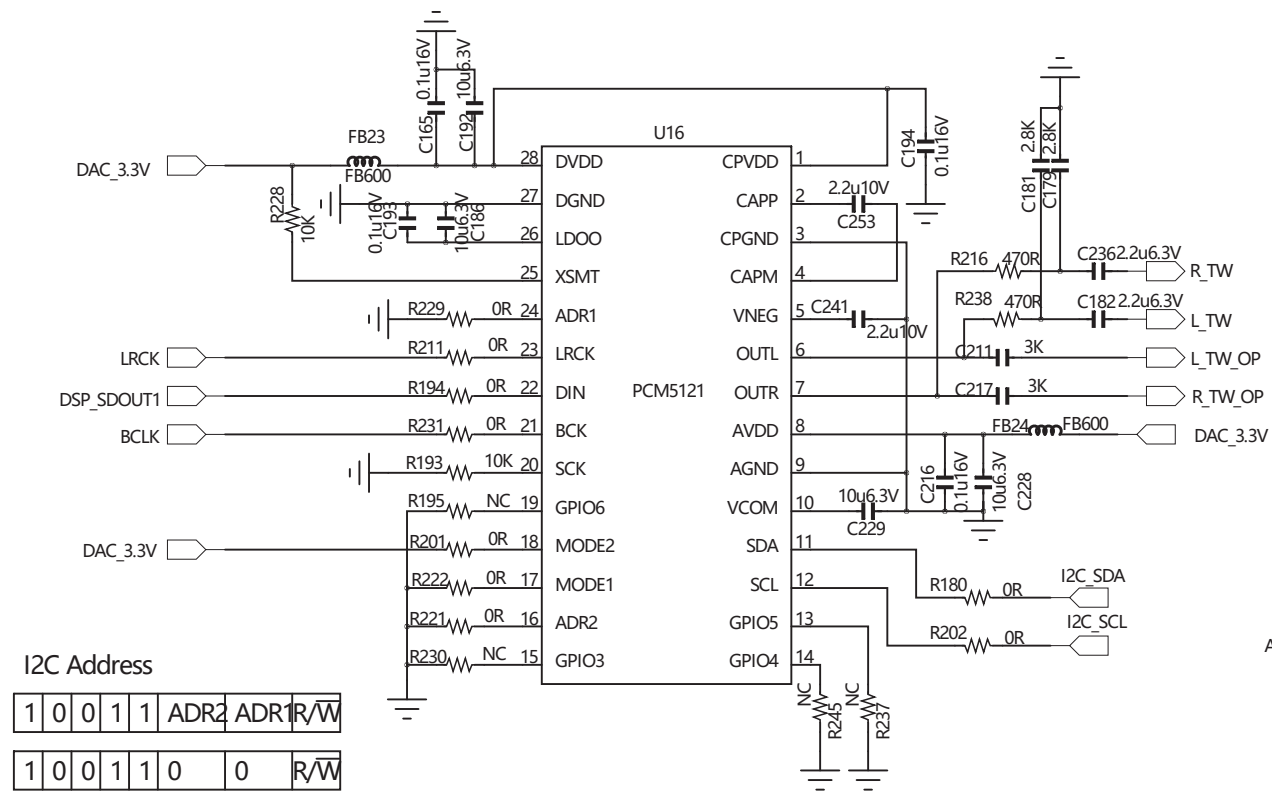 U16
PCM5121
0.1u16V
C165
10u6.3V
C192
FB23
FB600
DAC_3.3V
R228
10K
0.1u16V
C193
10u6.3V
C186
28 DVDD
27 DGND
26 LDOO
25 XSMT
R229 0R 24 ADR1
LRCK R211 0R 23 LRCK
DSP_SDOUT1 R194 0R 22 DIN
BCLK R231 0R 21 BCK
R193 10K 20 SCK
R195 NC 19 GPIO6
DAC_3.3V R201 0R 18 MODE2
R222 0R 17 MODE1
R221 0R 16 ADR2
R230 NC 15 GPIO3
CPVDD 1
CAPP 2
CPGND 3
CAPM 4
VNEG 5
OUTL 6
OUTR 7
AVDD 8
AGND 9
VCOM 10
SDA 11
SCL 12
GPIO5 13
GPIO4 14
C194
0.1u16V
2.2u10V
C253
C241
2.2u10V
C181
2.8K
C179
2.8K
R216 470R C236 2.2u6.3V R_TW
R238 470R C182 2.2u6.3V L_TW
C211 3K L_TW_OP
C217 3K R_TW_OP
FB24 FB600 DAC_3.3V
C216
0.1u16V
10u6.3V
C228
10u6.3V
C229
R180 0R I2C_SDA
R202 0R I2C_SCL
NC
R245
NC
R237
A
I2C Address
1 0 0 1 1 ADR2 ADR1 R/W̅
1 0 0 1 1 0 0 R/W̅